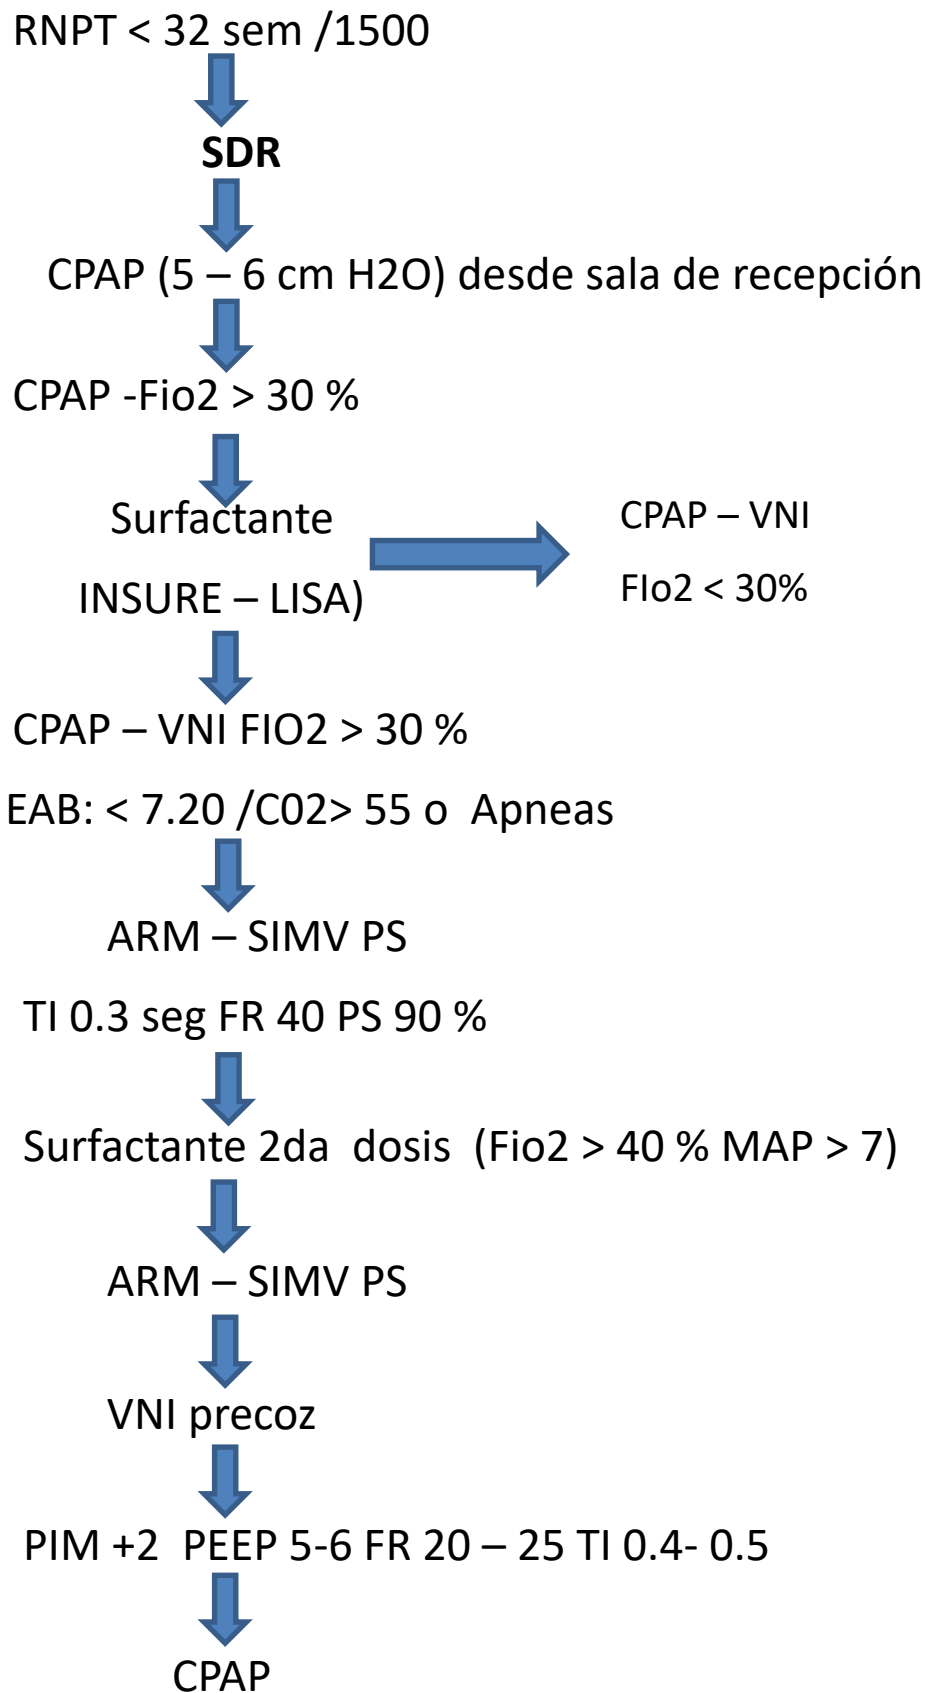 RNPT < 32 sem /1500
SDR
CPAP (5 – 6 cm H2O) desde sala de recepción
CPAP -Fio2 > 30 %
Surfactante
INSURE – LISA)
CPAP – VNI
FIo2 < 30%
CPAP – VNI FIO2 > 30 %
EAB: < 7.20 /C02> 55 o Apneas
ARM – SIMV PS
TI 0.3 seg FR 40 PS 90 %
Surfactante 2da dosis (Fio2 > 40 % MAP > 7)
ARM – SIMV PS
VNI precoz
PIM +2 PEEP 5-6 FR 20 – 25 TI 0.4- 0.5
CPAP